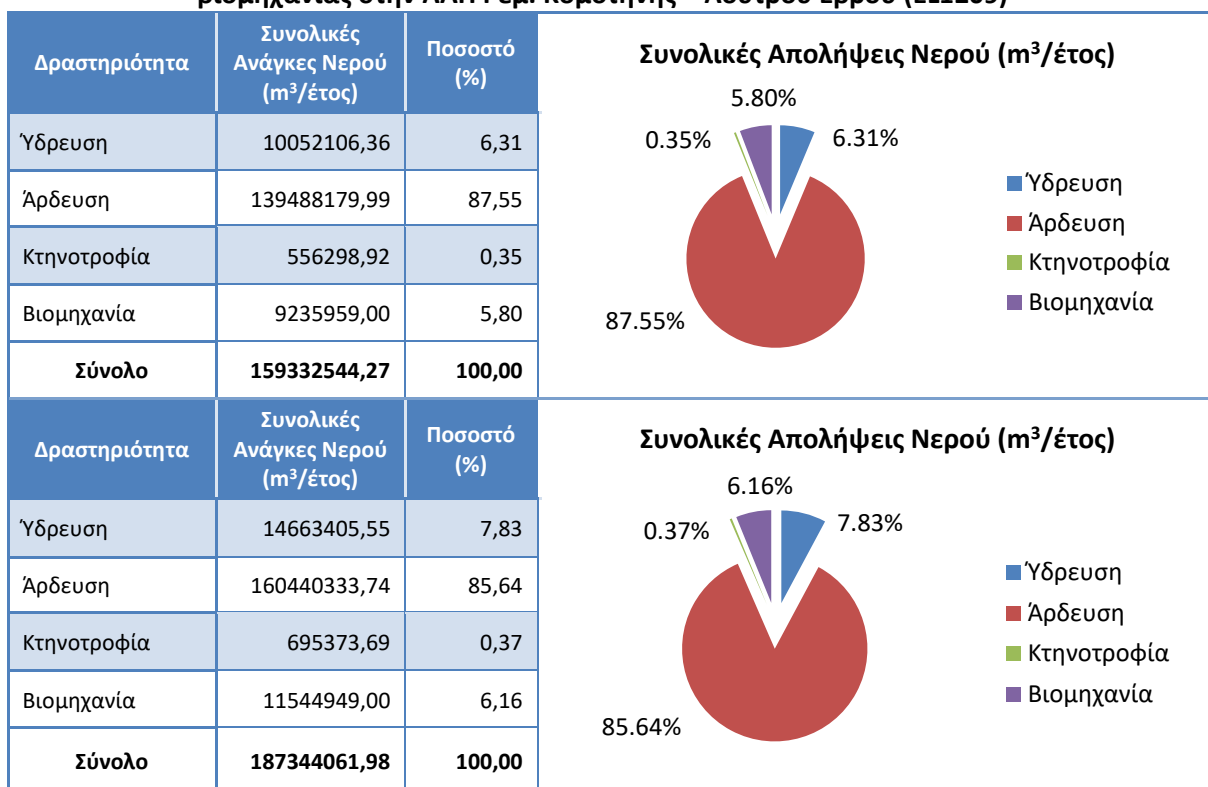 Δραστηριότητα
Συνολικές
Ανάγκες Νερού
(m³/έτος)
Ποσοστό
(%)
Ύδρευση 10052106,36 6,31
Άρδευση 139488179,99 87,55
Κτηνοτροφία 556298,92 0,35
Βιομηχανία 9235959,00 5,80
Σύνολο 159332544,27 100,00
Συνολικές Απολήψεις Νερού (m³/έτος)
5.80%
0.35%
6.31%
87.55%
Ύδρευση
Άρδευση
Κτηνοτροφία
Βιομηχανία
Δραστηριότητα
Συνολικές
Ανάγκες Νερού
(m³/έτος)
Ποσοστό
(%)
Ύδρευση 14663405,55 7,83
Άρδευση 160440333,74 85,64
Κτηνοτροφία 695373,69 0,37
Βιομηχανία 11544949,00 6,16
Σύνολο 187344061,98 100,00
Συνολικές Απολήψεις Νερού (m³/έτος)
6.16%
0.37%
7.83%
85.64%
Ύδρευση
Άρδευση
Κτηνοτροφία
Βιομηχανία